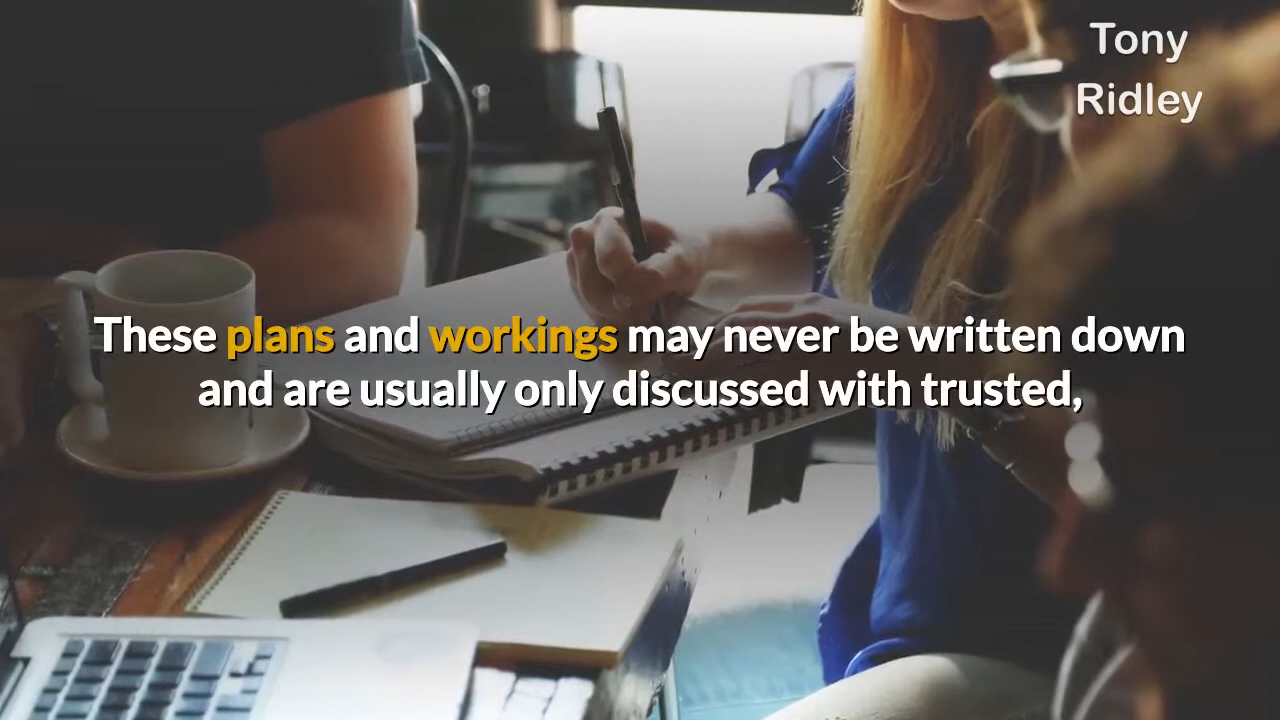 Tony
Ridley
These plans and workings may never be written down
and are usually only discussed with trusted,